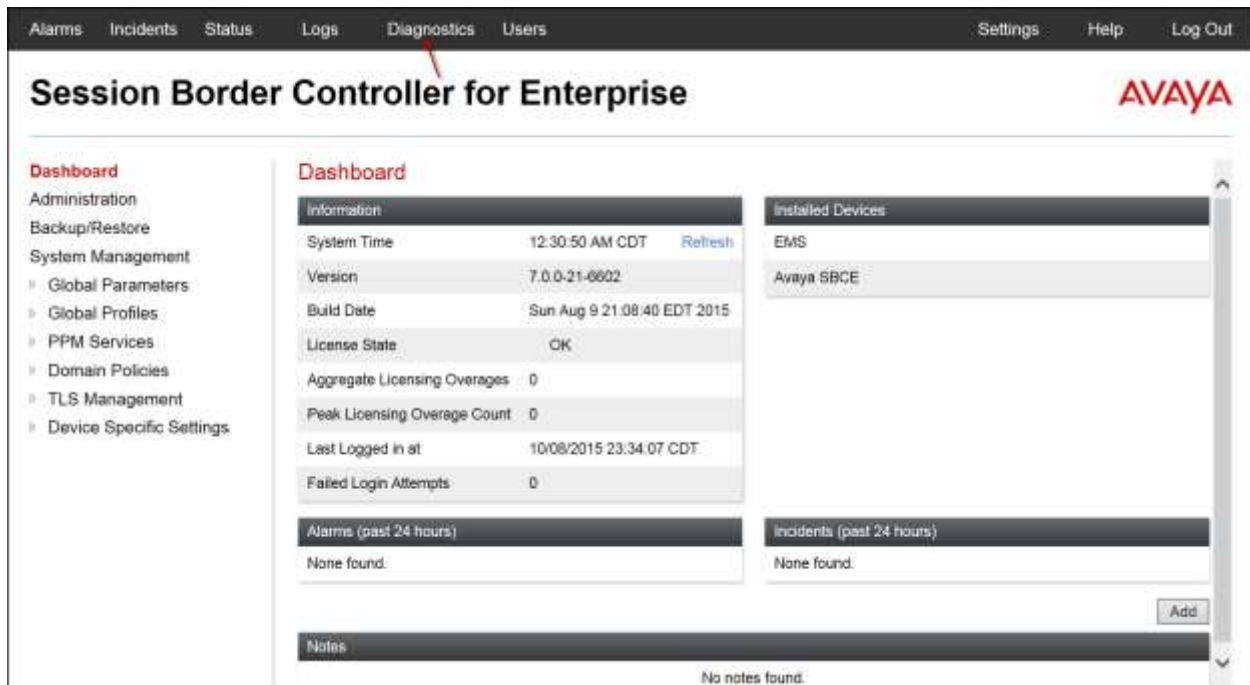 Alarms Incidents Status Logs Diagnostics Users Settings Help Log Out
Session Border Controller for Enterprise
AVAYA
Dashboard
Administration
Backup/Restore
System Management
Global Parameters
Global Profiles
PPM Services
Domain Policies
TLS Management
Device Specific Settings
Dashboard
Information
System Time 12:30:50 AM CDT Refresh
Version 7.0.0-21-6602
Build Date Sun Aug 9 21:08:40 EDT 2015
License State OK
Aggregate Licensing Overages 0
Peak Licensing Overage Count 0
Last Logged in at 10/08/2015 23:34:07 CDT
Failed Login Attempts 0
Installed Devices
EMS
Avaya SBCE
Alarms (past 24 hours)
None found.
Incidents (past 24 hours)
None found.
Add
Notes
No notes found.